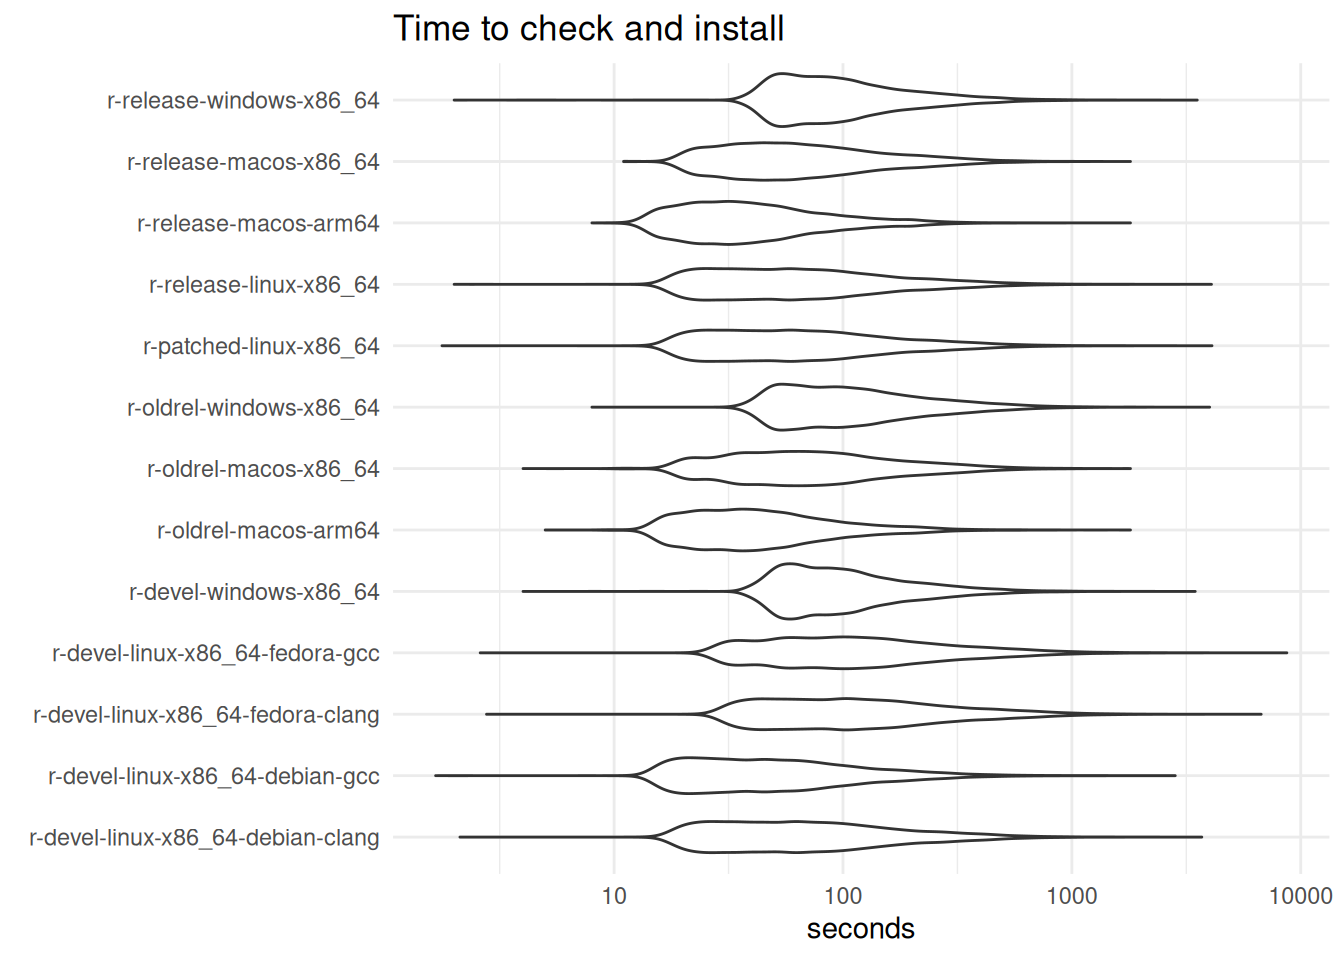 Time to check and install
r-release-windows-x86_64
r-release-macos-x86_64
r-release-macos-arm64
r-release-linux-x86_64
r-patched-linux-x86_64
r-oldrel-windows-x86_64
r-oldrel-macos-x86_64
r-oldrel-macos-arm64
r-devel-windows-x86_64
r-devel-linux-x86_64-fedora-gcc
r-devel-linux-x86_64-fedora-clang
r-devel-linux-x86_64-debian-gcc
r-devel-linux-x86_64-debian-clang
10 100 1000 10000
seconds